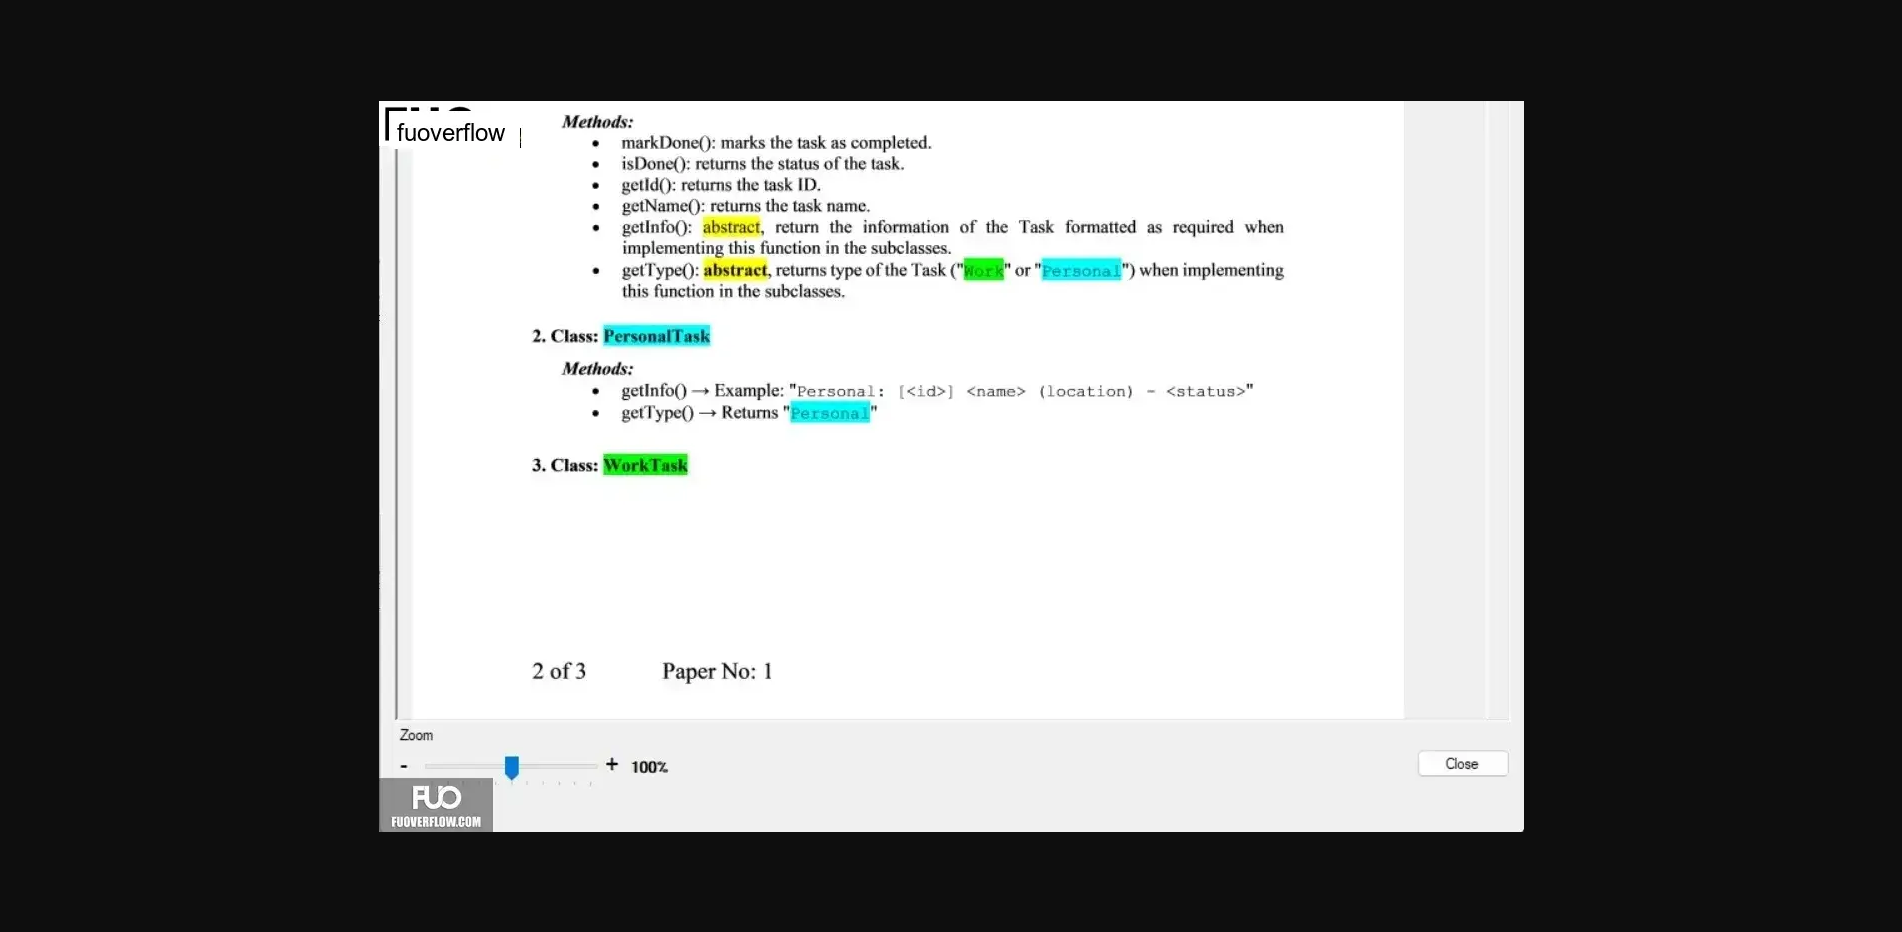 fuoverflow
Methods:
• markDone(): marks the task as completed.
• isDone(): returns the status of the task.
• getId(): returns the task ID.
• getName(): returns the task name.
• getInfo(): abstract, return the information of the Task formatted as required when
implementing this function in the subclasses.
• getType(): abstract, returns type of the Task ("Work" or "Personal") when implementing
this function in the subclasses.
2. Class: PersonalTask
Methods:
• getInfo() → Example: "Personal: [<id>] <name> (location) - <status>"
• getType() → Returns "Personal"
3. Class: WorkTask
2 of 3 Paper No: 1
Zoom
- + 100%
Close
FUO
FUOVERFLOW.COM